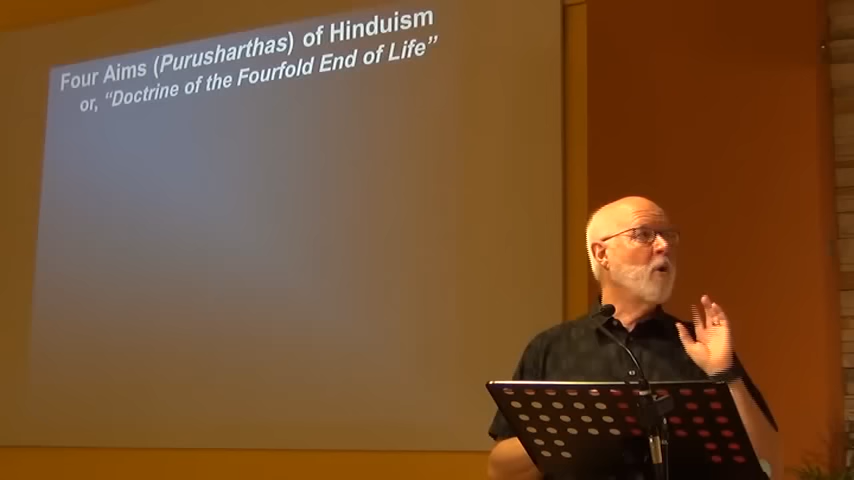 Four Aims (Purusharthas) of Hinduism
or, “Doctrine of the Fourfold End of Life”